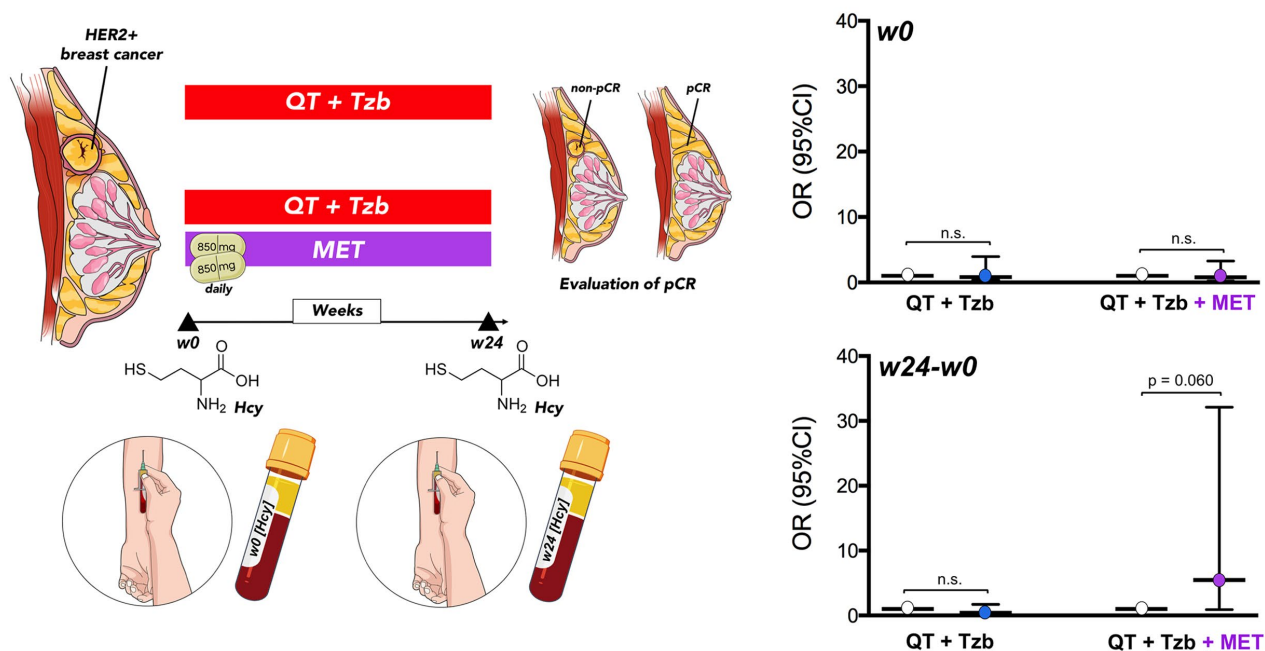 HER2+
breast cancer
QT + Tzb
QT + Tzb
MET
850 mg
850 mg
daily
Weeks
w0
w24
HS
O
OH
NH₂
Hcy
HS
O
OH
NH₂
Hcy
w0 [Hcy]
w24 [Hcy]
non-pCR
pCR
Evaluation of pCR
w0
OR (95%CI)
40
30
20
10
0
n.s.
n.s.
QT + Tzb
QT + Tzb + MET
w24-w0
OR (95%CI)
40
30
20
10
0
n.s.
p = 0.060
QT + Tzb
QT + Tzb + MET